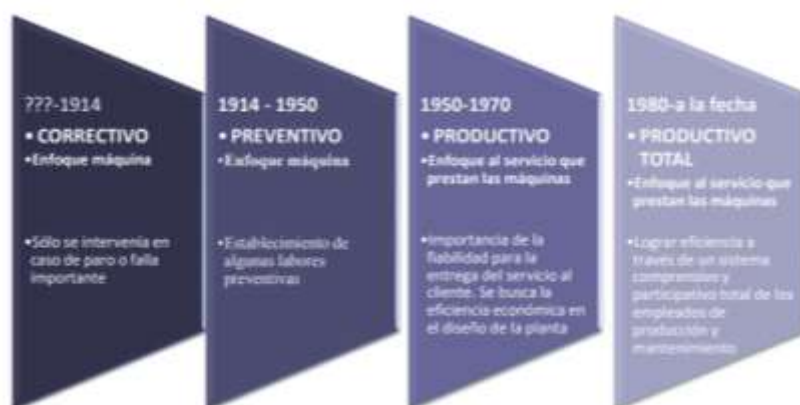 ???-1914
• CORRECTIVO
•Enfoque máquina
•Sólo se intervenía en
caso de paro o falla
importante
1914 - 1950
• PREVENTIVO
•Enfoque máquina
•Establecimiento de
algunas labores
preventivas
1950-1970
• PRODUCTIVO
•Enfoque al servicio que
prestan las máquinas
•Importancia de la
fiabilidad para la
entrega del servicio al
cliente. Se busca la
eficiencia económica en
el diseño de la planta
1980-a la fecha
• PRODUCTIVO
TOTAL
•Enfoque al servicio que
prestan las máquinas
•Lograr eficiencia a
través de un sistema
comprensivo y
participativo total de los
empleados de
producción y
mantenimiento